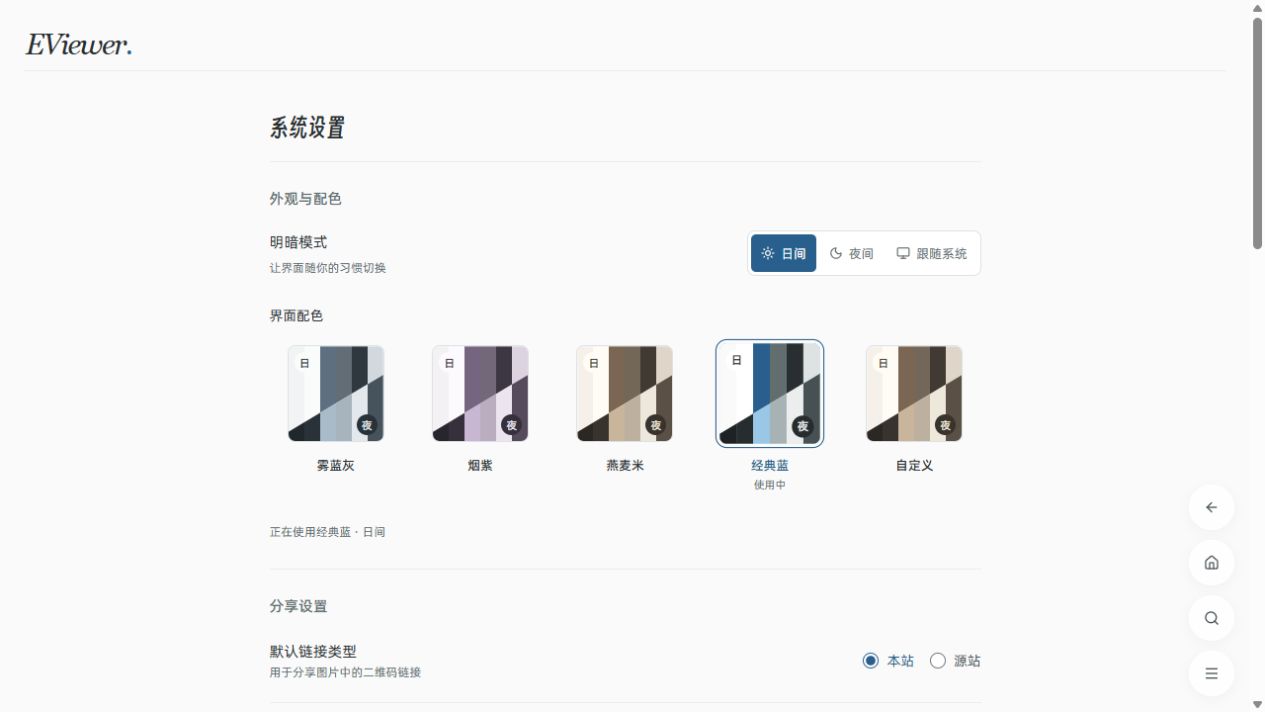 EViewer.
系统设置
外观与配色
明暗模式
让界面随你的习惯切换
日间 夜间 跟随系统
界面配色
日 日 日 日 日
夜 夜 夜 夜 夜
雾蓝灰 烟紫 燕麦米 经典蓝 自定义
使用中
正在使用经典蓝 · 日间
分享设置
默认链接类型
用于分享图片中的二维码链接
本站 源站